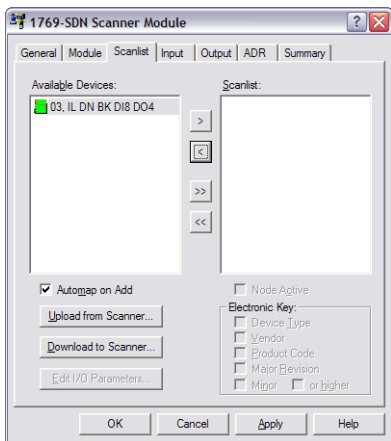 1769-SDN Scanner Module
General Module Scanlist Input Output ADR Summary
Available Devices: Scanlist:
03, IL DN BK DI8 DO4
>
<
>>
<<
Automap on Add Node Active
Upload from Scanner... Electronic Key:
Device Type
Vendor
Download to Scanner... Product Code
Major Revision
Edit I/O Parameters... Minor or higher
OK Cancel Apply Help